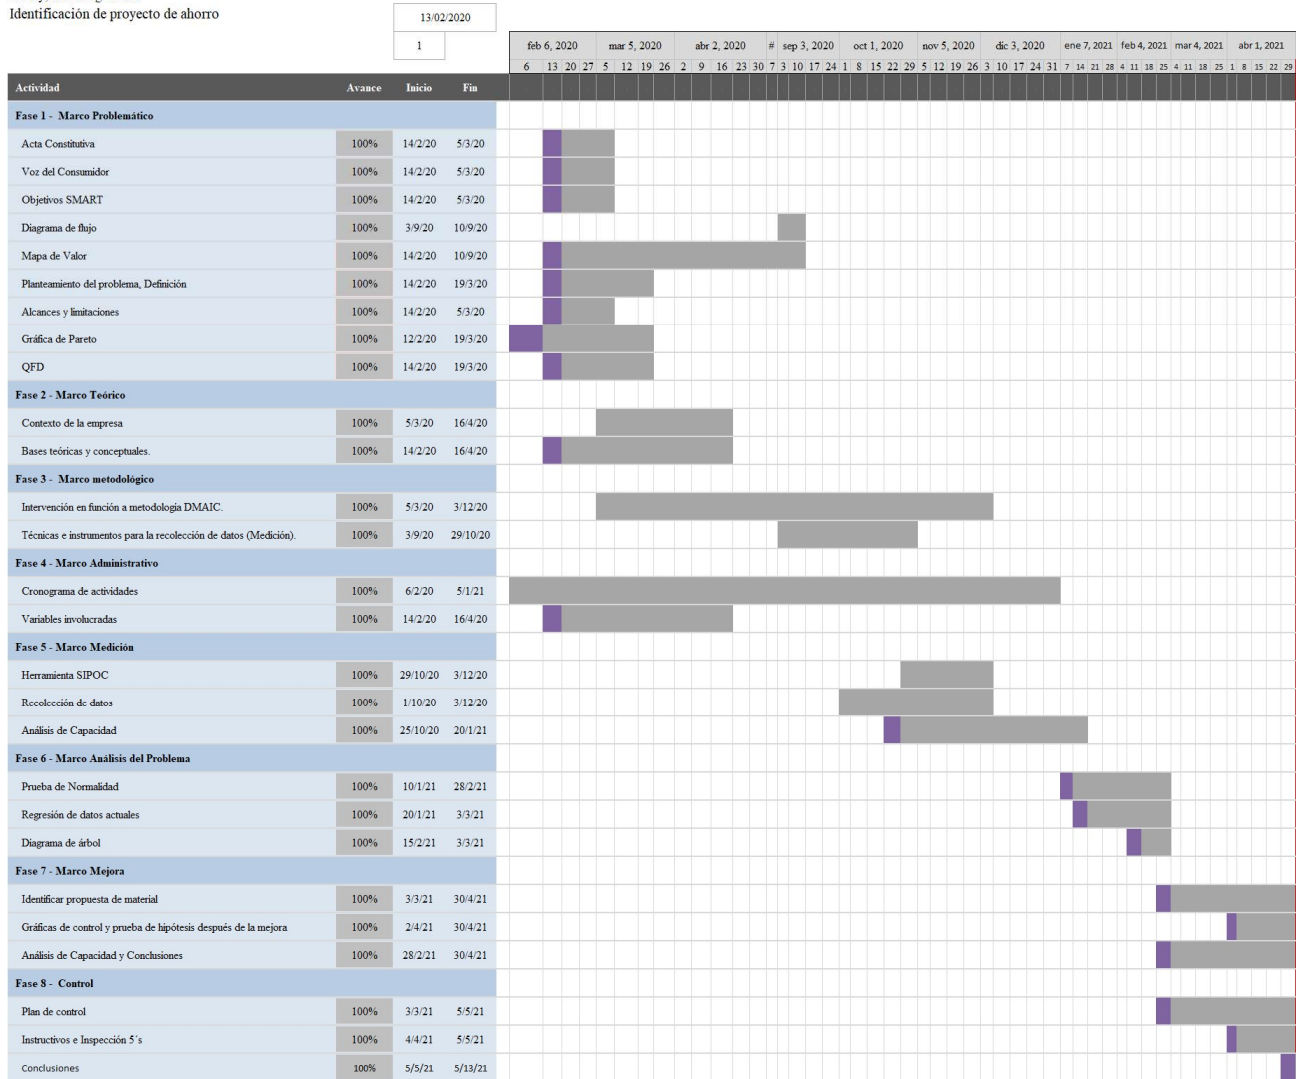 Identificación de proyecto de ahorro
13/02/2020
1
feb 6, 2020 mar 5, 2020 abr 2, 2020 # sep 3, 2020 oct 1, 2020 nov 5, 2020 dic 3, 2020 ene 7, 2021 feb 4, 2021 mar 4, 2021 abr 1, 2021
6 13 20 27 5 12 19 26 2 9 16 23 30 7 3 10 17 24 1 8 15 22 29 5 12 19 26 3 10 17 24 31 7 14 21 28 4 11 18 25 4 11 18 25 1 8 15 22 29
Actividad Avance Inicio Fin
Fase 1 - Marco Problemático
Acta Constitutiva 100% 14/2/20 5/3/20
Voz del Consumidor 100% 14/2/20 5/3/20
Objetivos SMART 100% 14/2/20 5/3/20
Diagrama de flujo 100% 3/9/20 10/9/20
Mapa de Valor 100% 14/2/20 10/9/20
Planteamiento del problema, Definición 100% 14/2/20 19/3/20
Alcances y limitaciones 100% 14/2/20 5/3/20
Gráfica de Pareto 100% 12/2/20 19/3/20
QFD 100% 14/2/20 19/3/20
Fase 2 - Marco Teórico
Contexto de la empresa 100% 5/3/20 16/4/20
Bases teóricas y conceptuales. 100% 14/2/20 16/4/20
Fase 3 - Marco metodológico
Intervención en función a metodología DMAIC. 100% 5/3/20 3/12/20
Técnicas e instrumentos para la recolección de datos (Medición). 100% 3/9/20 29/10/20
Fase 4 - Marco Administrativo
Cronograma de actividades 100% 6/2/20 5/1/21
Variables involucradas 100% 14/2/20 16/4/20
Fase 5 - Marco Medición
Herramienta SIPOC 100% 29/10/20 3/12/20
Recolección de datos 100% 1/10/20 3/12/20
Análisis de Capacidad 100% 25/10/20 20/1/21
Fase 6 - Marco Análisis del Problema
Prueba de Normalidad 100% 10/1/21 28/2/21
Regresión de datos actuales 100% 20/1/21 3/3/21
Diagrama de árbol 100% 15/2/21 3/3/21
Fase 7 - Marco Mejora
Identificar propuesta de material 100% 3/3/21 30/4/21
Gráficas de control y prueba de hipótesis después de la mejora 100% 2/4/21 30/4/21
Análisis de Capacidad y Conclusiones 100% 28/2/21 30/4/21
Fase 8 - Control
Plan de control 100% 3/3/21 5/5/21
Instructivos e Inspección 5´s 100% 4/4/21 5/5/21
Conclusiones 100% 5/5/21 5/13/21